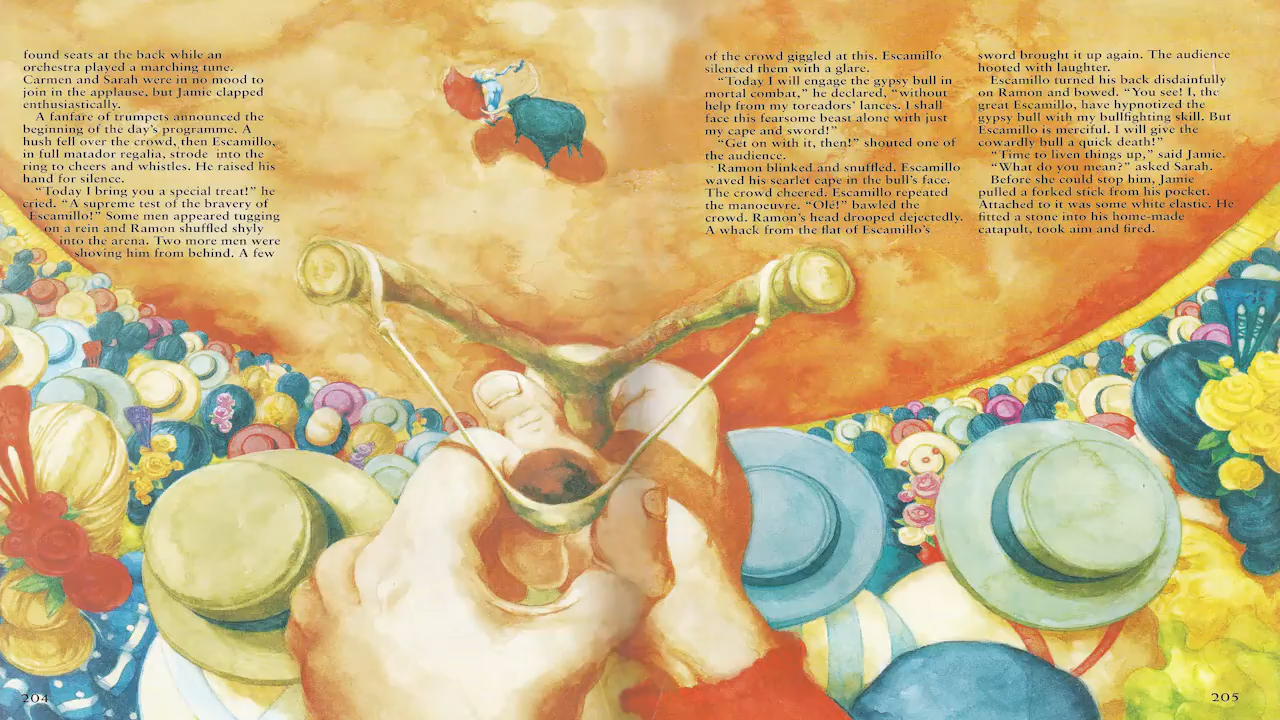 found seats at the back while an
orchestra played a marching tune.
Carmen and Sarah were in no mood to
join in the applause, but Jamie clapped
enthusiastically.
A fanfare of trumpets announced the
beginning of the day's programme. A
hush fell over the crowd, then Escamillo,
in full matador regalia, strode into the
ring to cheers and whistles. He raised his
hand for silence.
“Today I bring you a special treat!” he
cried. “A supreme test of the bravery of
Escamillo!” Some men appeared tugging
on a rein and Ramon shuffled shyly
into the arena. Two more men were
shoving him from behind. A few
204
of the crowd giggled at this. Escamillo
silenced them with a glare.
“Today I will engage the gypsy bull in
mortal combat,” he declared, “without
help from my toreadors' lances. I shall
face this fearsome beast alone with just
my cape and sword!”
“Get on with it, then!” shouted one of
the audience.
Ramon blinked and snuffled. Escamillo
waved his scarlet cape in the bull's face.
The crowd cheered. Escamillo repeated
the manoeuvre. “Olé!” bawled the
crowd. Ramon's head drooped dejectedly.
A whack from the flat of Escamillo's
sword brought it up again. The audience
hooted with laughter.
Escamillo turned his back disdainfully
on Ramon and bowed. “You see! I, the
great Escamillo, have hypnotized the
gypsy bull with my bullfighting skill. But
Escamillo is merciful. I will give the
cowardly bull a quick death!”
“Time to liven things up,” said Jamie.
“What do you mean?” asked Sarah.
Before she could stop him, Jamie
pulled a forked stick from his pocket.
Attached to it was some white elastic. He
fitted a stone into his home-made
catapult, took aim and fired.
205